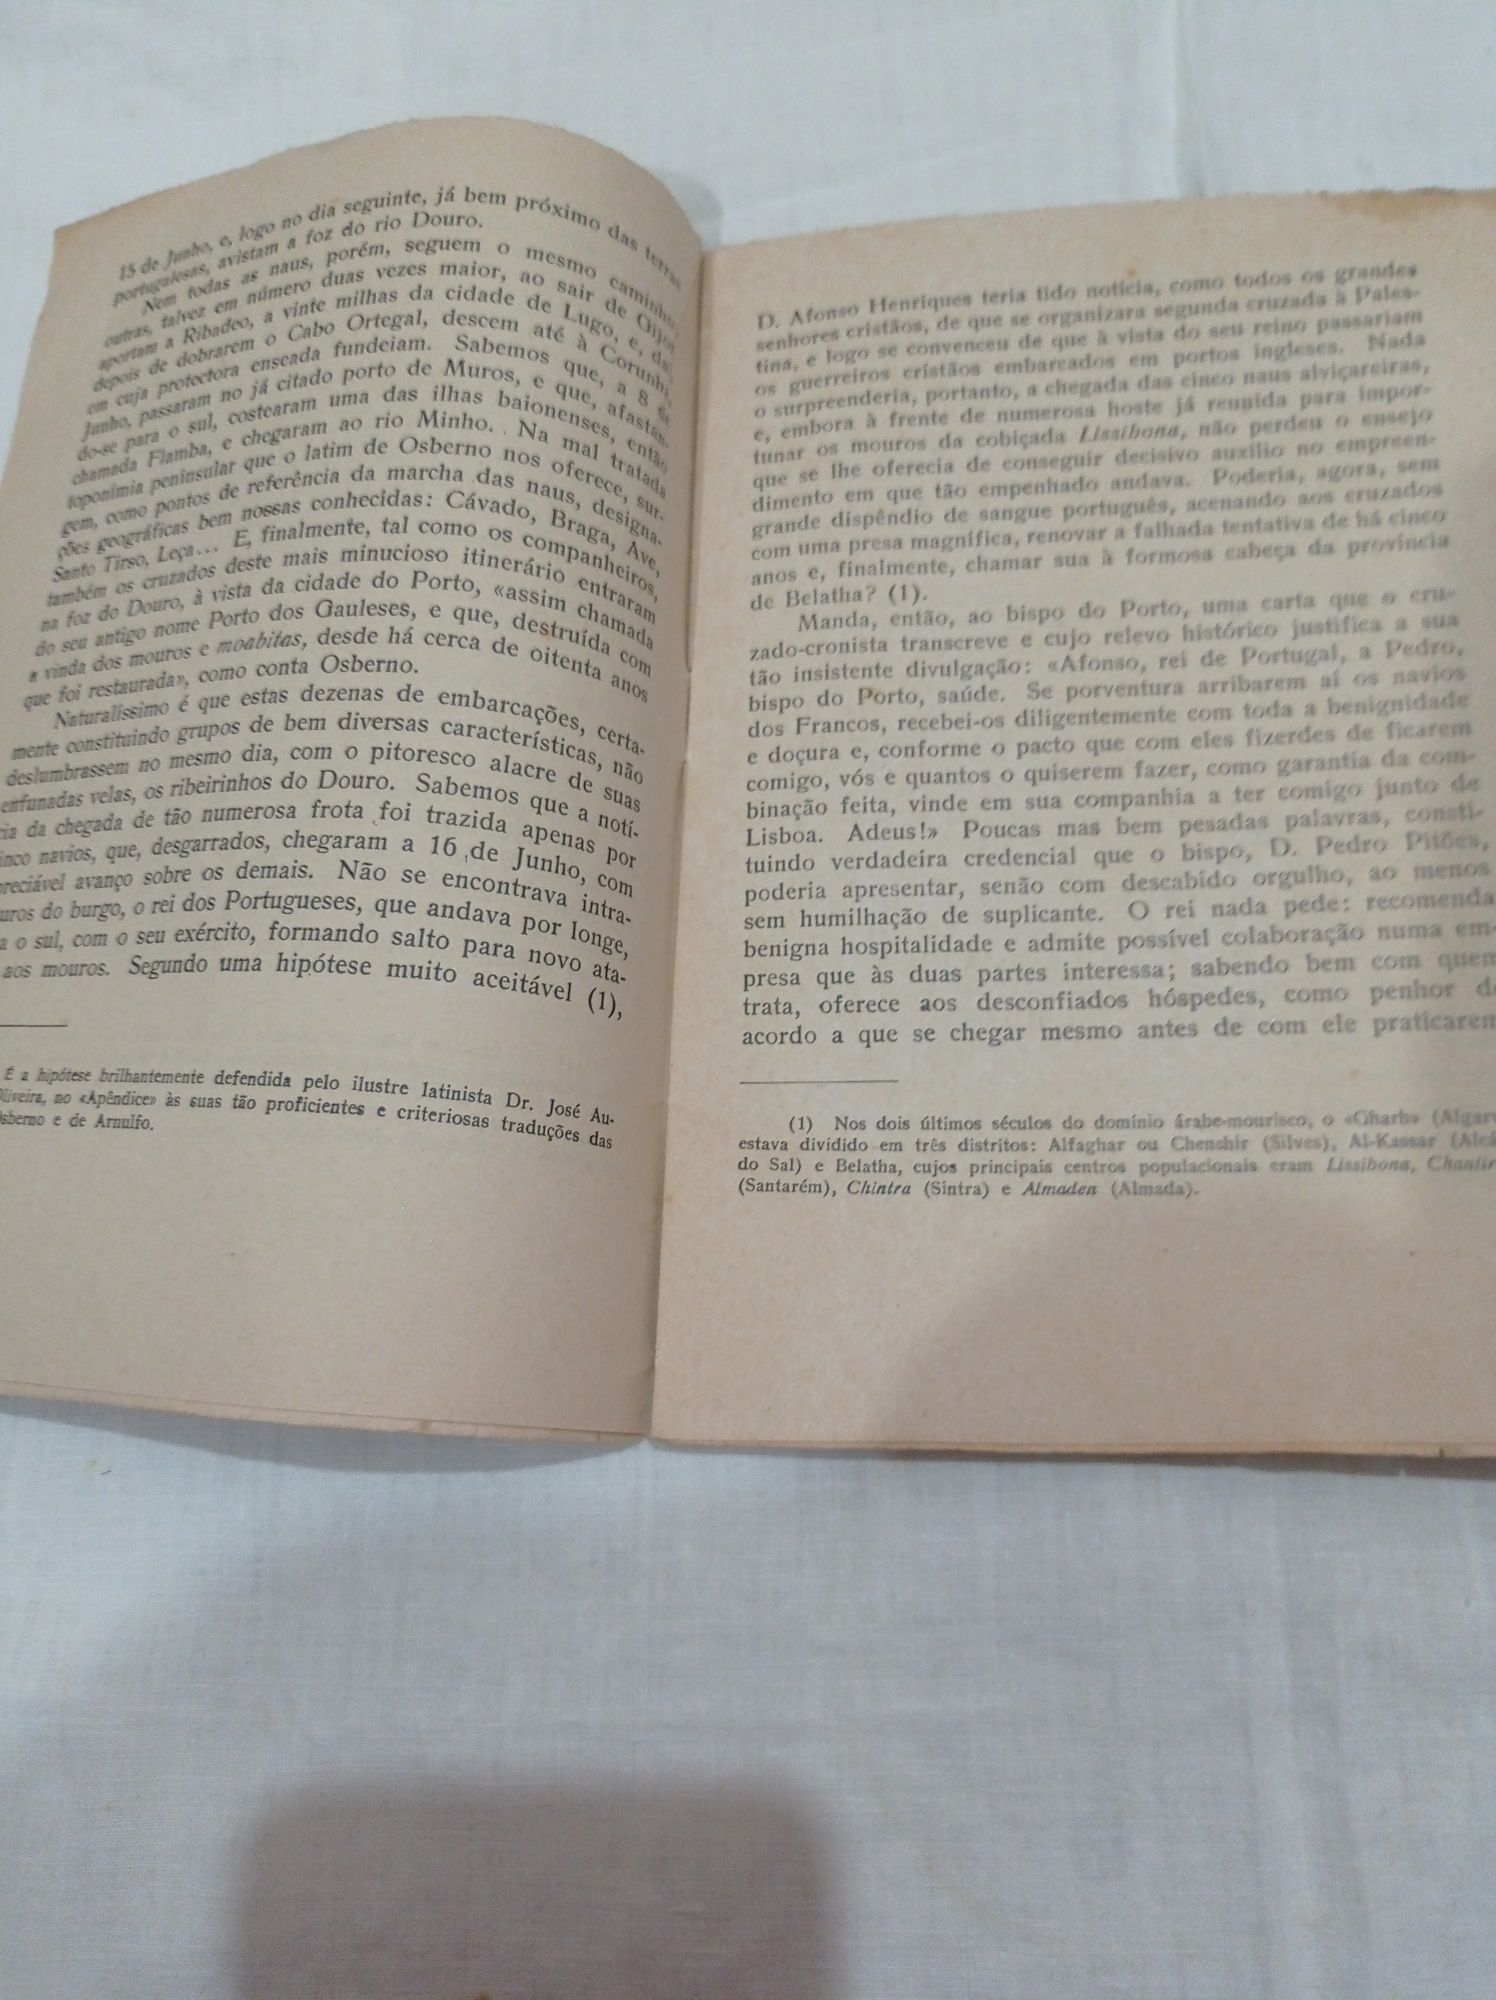 15 de Junho, e, logo no dia seguinte, já bem próximo das terras
portugalesas, avistam a foz do rio Douro.
Nem todas as naus, porém, seguem o mesmo caminho;
outras, talvez em número duas vezes maior, ao sair de Gijon
aportam a Ribadeo, a vinte milhas da cidade de Lugo, e, daí,
depois de dobrarem o Cabo Ortegal, descem até à Corunha,
em cuja protectora enseada fundeiam. Sabemos que, a 8 de
Junho, passaram no já citado porto de Muros, e que, afastan-
do-se para o sul, costearam uma das ilhas baionenses, então
chamada Flamba, e chegaram ao rio Minho. Na mal tratada
toponímia peninsular que o latim de Osberno nos oferece, sur-
gem, como pontos de referência da marcha das naus, designa-
ções geográficas bem nossas conhecidas: Cávado, Braga, Ave,
Santo Tirso, Leça... E, finalmente, tal como os companheiros,
também os cruzados deste mais minucioso itinerário entraram
na foz do Douro, à vista da cidade do Porto, «assim chamada
do seu antigo nome Porto dos Gauleses, e que, destruída com
a vinda dos mouros e moabitas, desde há cerca de oitenta anos
que foi restaurada», como conta Osberno.
Naturalíssimo é que estas dezenas de embarcações, certa-
mente constituindo grupos de bem diversas características, não
deslumbrassem no mesmo dia, com o pitoresco alacre de suas
enfunadas velas, os ribeirinhos do Douro. Sabemos que a notí-
cia da chegada de tão numerosa frota foi trazida apenas por
inco navios, que, desgarrados, chegaram a 16 de Junho, com
preciável avanço sobre os demais. Não se encontrava intra-
uros do burgo, o rei dos Portugueses, que andava por longe,
a o sul, com o seu exército, formando salto para novo ata-
aos mouros. Segundo uma hipótese muito aceitável (1),
É a hipótese brilhantemente defendida pelo ilustre latinista Dr. José Au-
Oliveira, no «Apêndice» às suas tão proficientes e criteriosas traduções das
Osberno e de Arnulfo.
D. Afonso Henriques teria tido notícia, como todos os grandes
senhores cristãos, de que se organizara segunda cruzada à Pales-
tina, e logo se convenceu de que à vista do seu reino passariam
os guerreiros cristãos embarcados em portos ingleses. Nada
o surpreenderia, portanto, a chegada das cinco naus alviçareiras,
e, embora à frente de numerosa hoste já reunida para impor-
tunar os mouros da cobiçada Lissibona, não perdeu o ensejo
que se lhe oferecia de conseguir decisivo auxílio no empreen-
dimento em que tão empenhado andava. Poderia, agora, sem
grande dispêndio de sangue português, acenando aos cruzados
com uma presa magnífica, renovar a falhada tentativa de há cinco
anos e, finalmente, chamar sua à formosa cabeça da província
de Belatha? (1).
Manda, então, ao bispo do Porto, uma carta que o cru-
zado-cronista transcreve e cujo relevo histórico justifica a sua
tão insistente divulgação: «Afonso, rei de Portugal, a Pedro,
bispo do Porto, saúde. Se porventura arribarem aí os navios
dos Francos, recebei-os diligentemente com toda a benignidade
e doçura e, conforme o pacto que com eles fizerdes de ficarem
comigo, vós e quantos o quiserem fazer, como garantia da com-
binação feita, vinde em sua companhia a ter comigo junto de
Lisboa. Adeus!» Poucas mas bem pesadas palavras, consti-
tuindo verdadeira credencial que o bispo, D. Pedro Pitões,
poderia apresentar, senão com descabido orgulho, ao menos
sem humilhação de suplicante. O rei nada pede: recomenda
benigna hospitalidade e admite possível colaboração numa em-
presa que às duas partes interessa; sabendo bem com quem
trata, oferece aos desconfiados hóspedes, como penhor d
acordo a que se chegar mesmo antes de com ele praticarem
(1) Nos dois últimos séculos do domínio árabe-mourisco, o «Gharb» (Algar
estava dividido em três distritos: Alfaghar ou Chenchir (Silves), Al-Kassar (Alcá
do Sal) e Belatha, cujos principais centros populacionais eram Lissibona, Chantir
(Santarém), Chintra (Sintra) e Almaden (Almada).